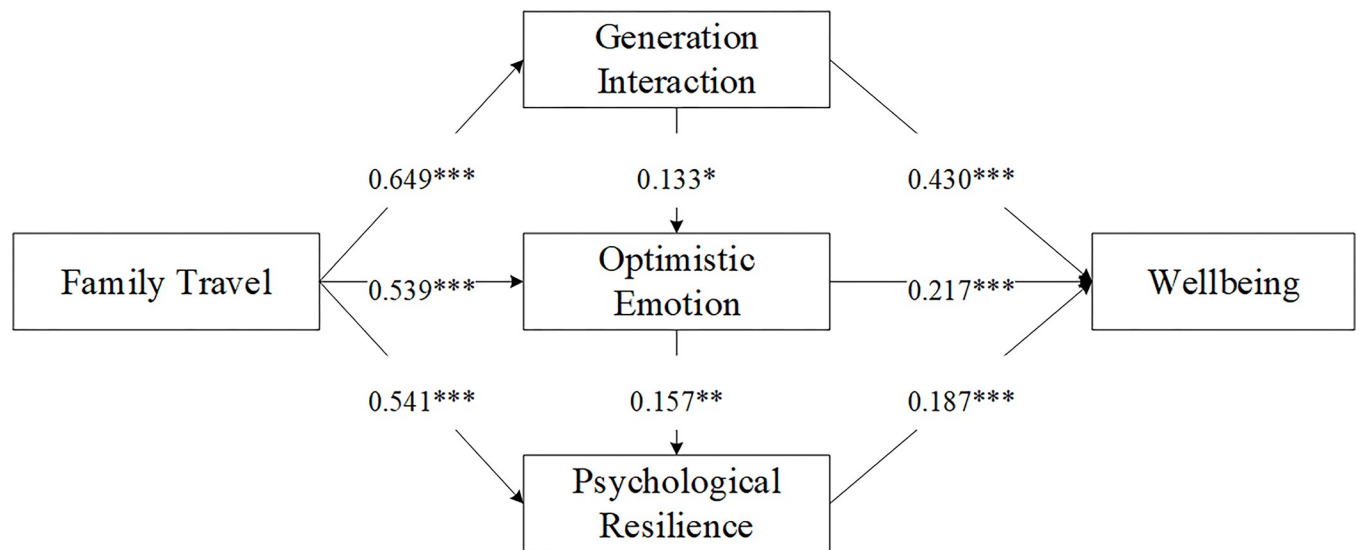 Generation
Interaction
0.649***
0.133*
0.430***
Family Travel
0.539***
Optimistic
Emotion
0.217***
Wellbeing
0.541***
0.157**
0.187***
Psychological
Resilience